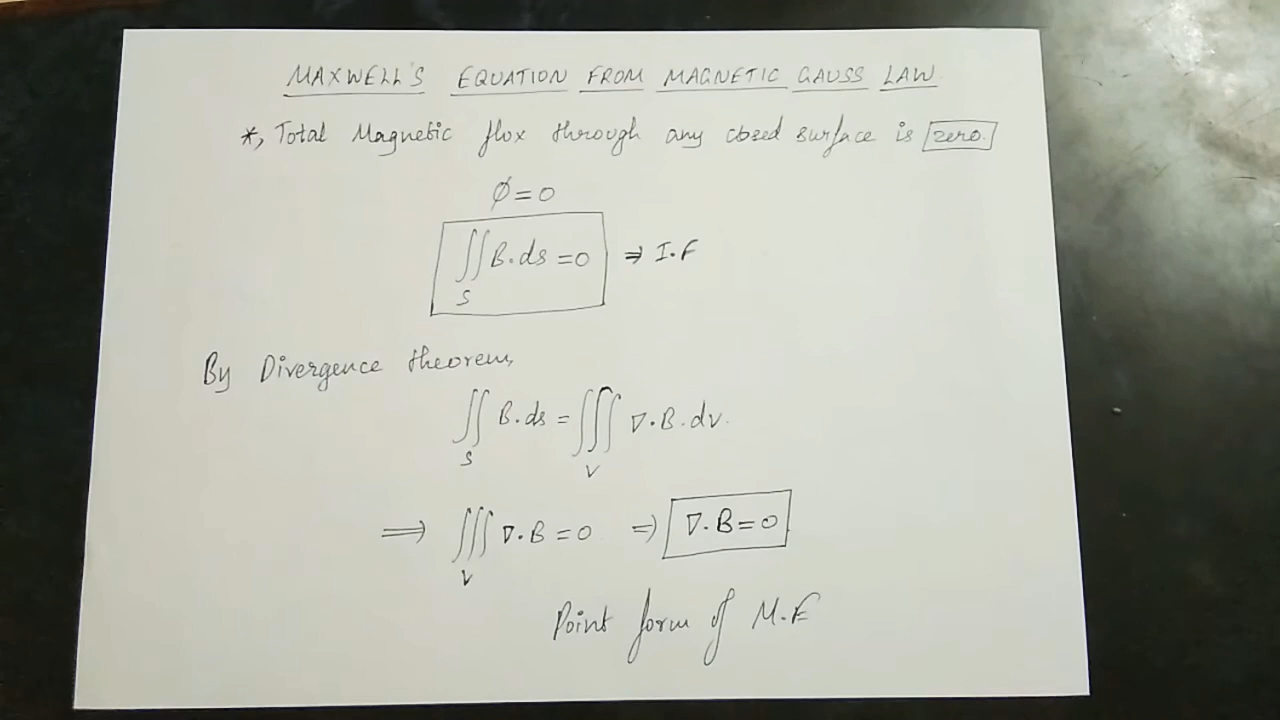 MAXWELL'S EQUATION FROM MAGNETIC GAUSS LAW
*, Total Magnetic flux through any closed surface is zero.
Ø = 0
∬ B. ds = 0 ⇒ I.F
S
By Divergence theorem,
∬ B. ds = ∭ ∇. B. dv.
S V
⇒ ∭ ∇. B = 0 ⇒ ∇. B = 0
V
Point form of M.E